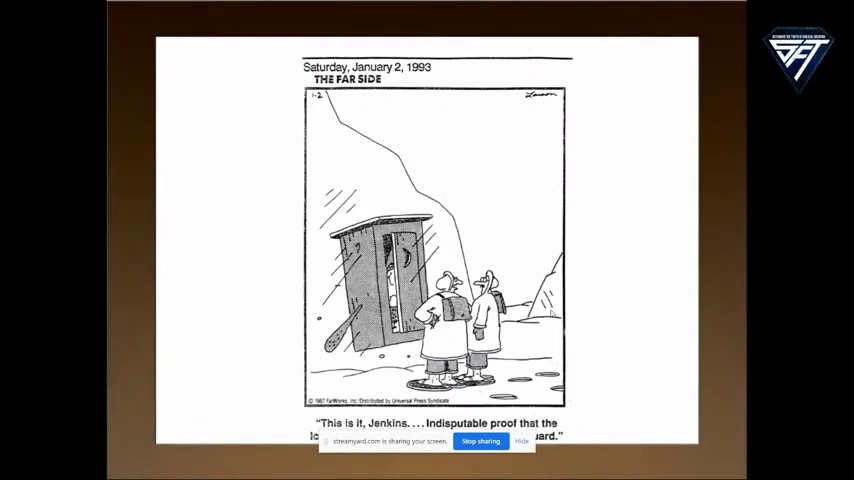 Saturday, January 2, 1993
THE FAR SIDE
1-2
Larson
© 1987 FarWorks, Inc./Distributed by Universal Press Syndicate
"This is it, Jenkins. . . . Indisputable proof that the
uard."
streamyard.com is sharing your screen.
Stop sharing
Hide
SFT